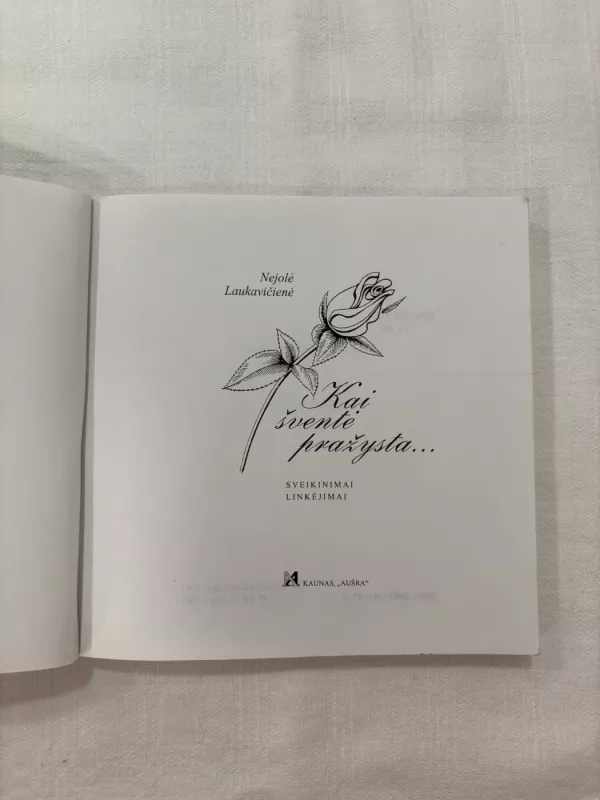 Nejolė
Laukavičienė
Kai
šventė
pražysta...
SVEIKINIMAI
LINKĖJIMAI
KAUNAS, „AUŠRA“